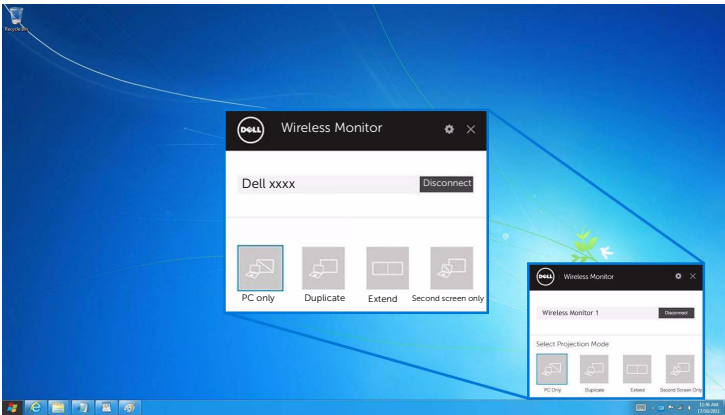 Recycle Bin
DELL Wireless Monitor
Dell xxxx Disconnect
PC only Duplicate Extend Second screen only
DELL Wireless Monitor
Wireless Monitor 1 Disconnect
Select Projection Mode
PC Only Duplicate Extend Second Screen Only